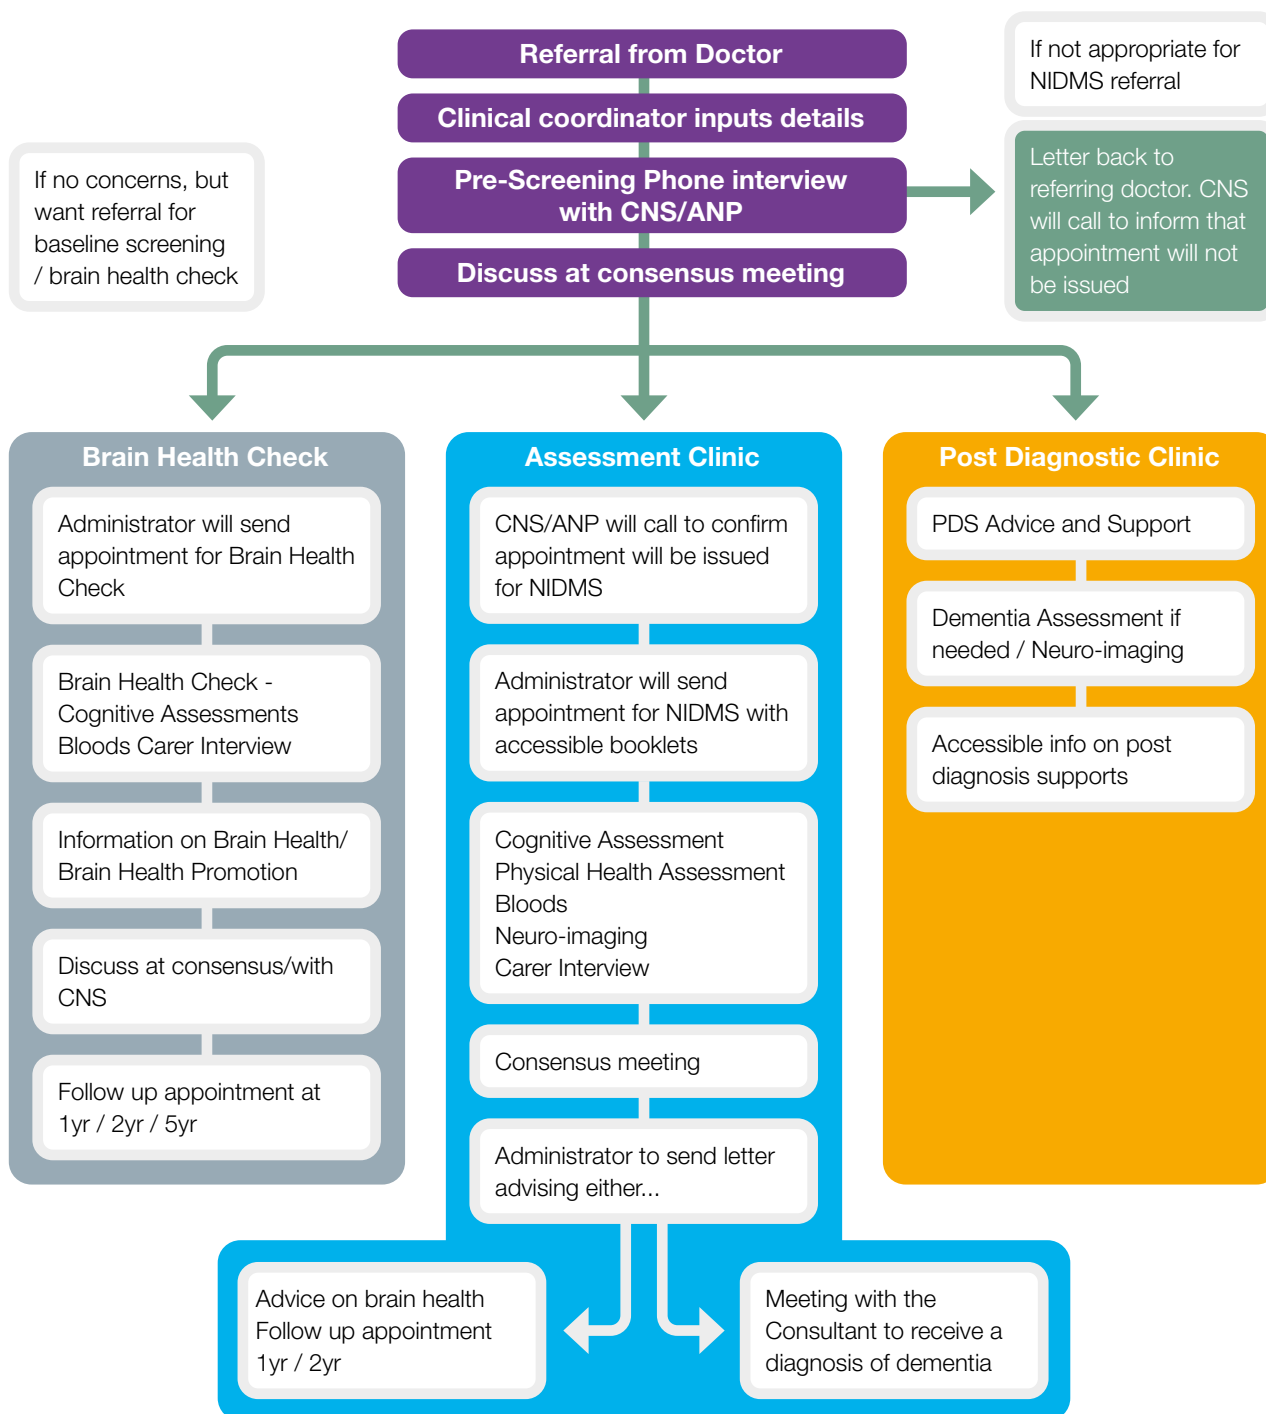 Referral from Doctor
Clinical coordinator inputs details
Pre-Screening Phone interview
with CNS/ANP
Discuss at consensus meeting
If not appropriate for
NIDMS referral
Letter back to
referring doctor. CNS
will call to inform that
appointment will not
be issued
If no concerns, but
want referral for
baseline screening
/ brain health check
Brain Health Check
Administrator will send
appointment for Brain Health
Check
Brain Health Check -
Cognitive Assessments
Bloods Carer Interview
Information on Brain Health/
Brain Health Promotion
Discuss at consensus/with
CNS
Follow up appointment at
1yr / 2yr / 5yr
Assessment Clinic
CNS/ANP will call to confirm
appointment will be issued
for NIDMS
Administrator will send
appointment for NIDMS with
accessible booklets
Cognitive Assessment
Physical Health Assessment
Bloods
Neuro-imaging
Carer Interview
Consensus meeting
Administrator to send letter
advising either...
Advice on brain health
Follow up appointment
1yr / 2yr
Meeting with the
Consultant to receive a
diagnosis of dementia
Post Diagnostic Clinic
PDS Advice and Support
Dementia Assessment if
needed / Neuro-imaging
Accessible info on post
diagnosis supports